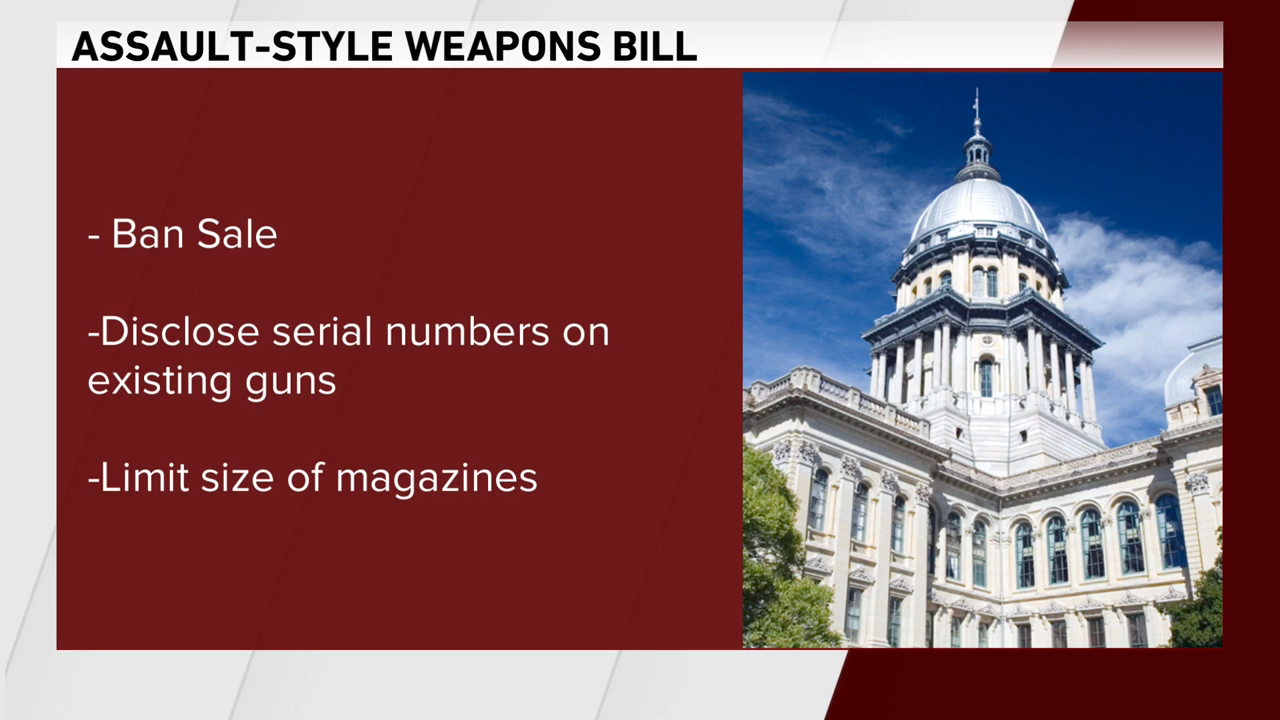 ASSAULT-STYLE WEAPONS BILL
- Ban Sale
-Disclose serial numbers on
existing guns
-Limit size of magazines